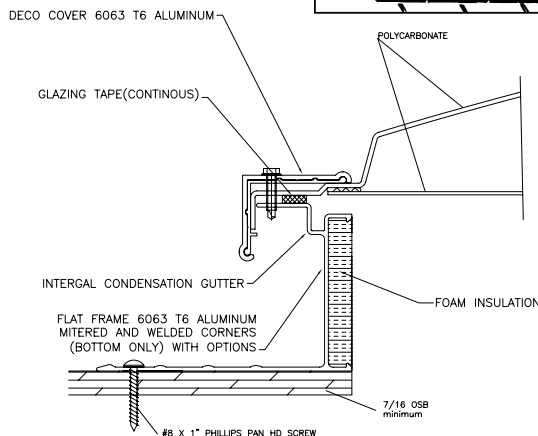 DECO COVER 6063 T6 ALUMINUM
POLYCARBONATE
GLAZING TAPE(CONTINOUS)
INTERGAL CONDENSATION GUTTER
FOAM INSULATION
FLAT FRAME 6063 T6 ALUMINUM
MITERED AND WELDED CORNERS
(BOTTOM ONLY) WITH OPTIONS
7/16 OSB
minimum
#8 X 1" PHILLIPS PAN HD SCREW